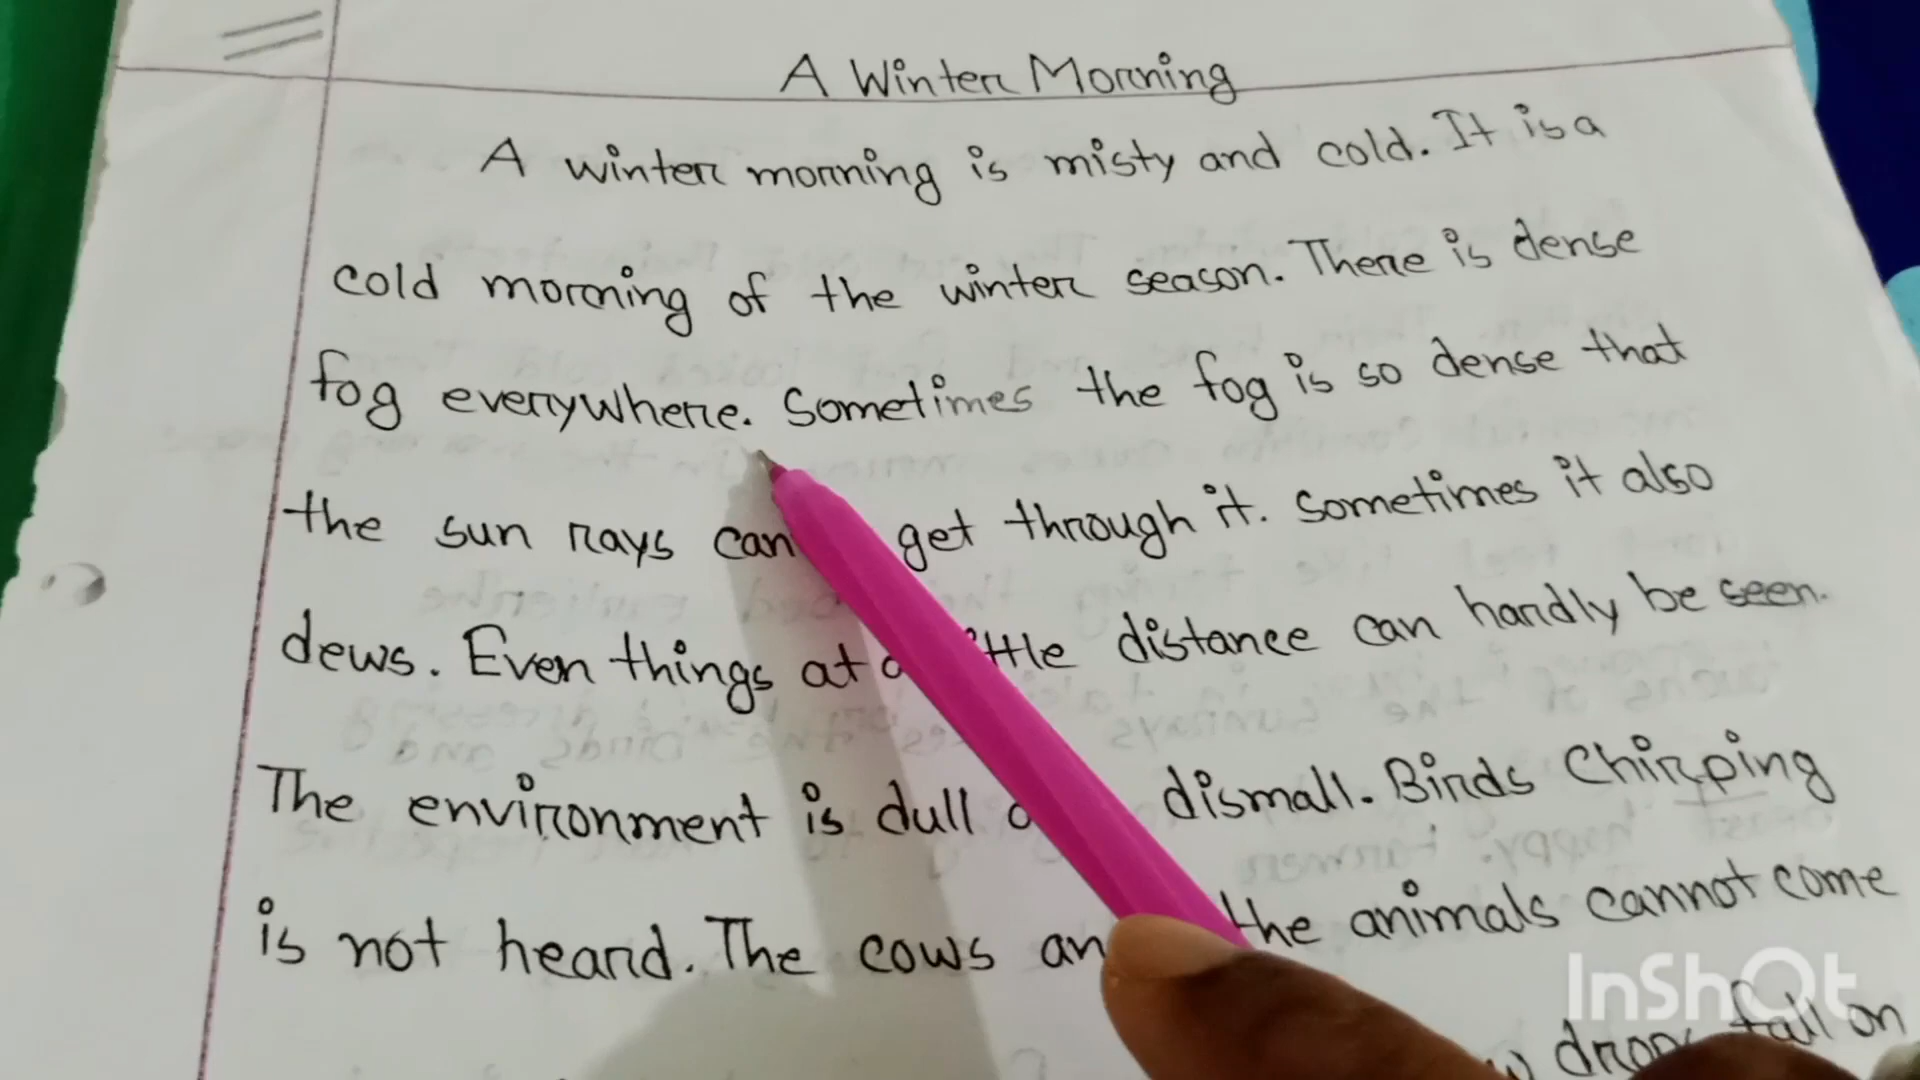 A Winter Morning
A winter morning is misty and cold. It is a
cold morning of the winter season. There is dense
fog everywhere. Sometimes the fog is so dense that
the sun rays can get through it. Sometimes it also
dews. Even things at distance can hardly be seen.
The environment is dull dismall. Birds Chirping
is not heard. The cows the animals cannot come
drops fall on
InShOt